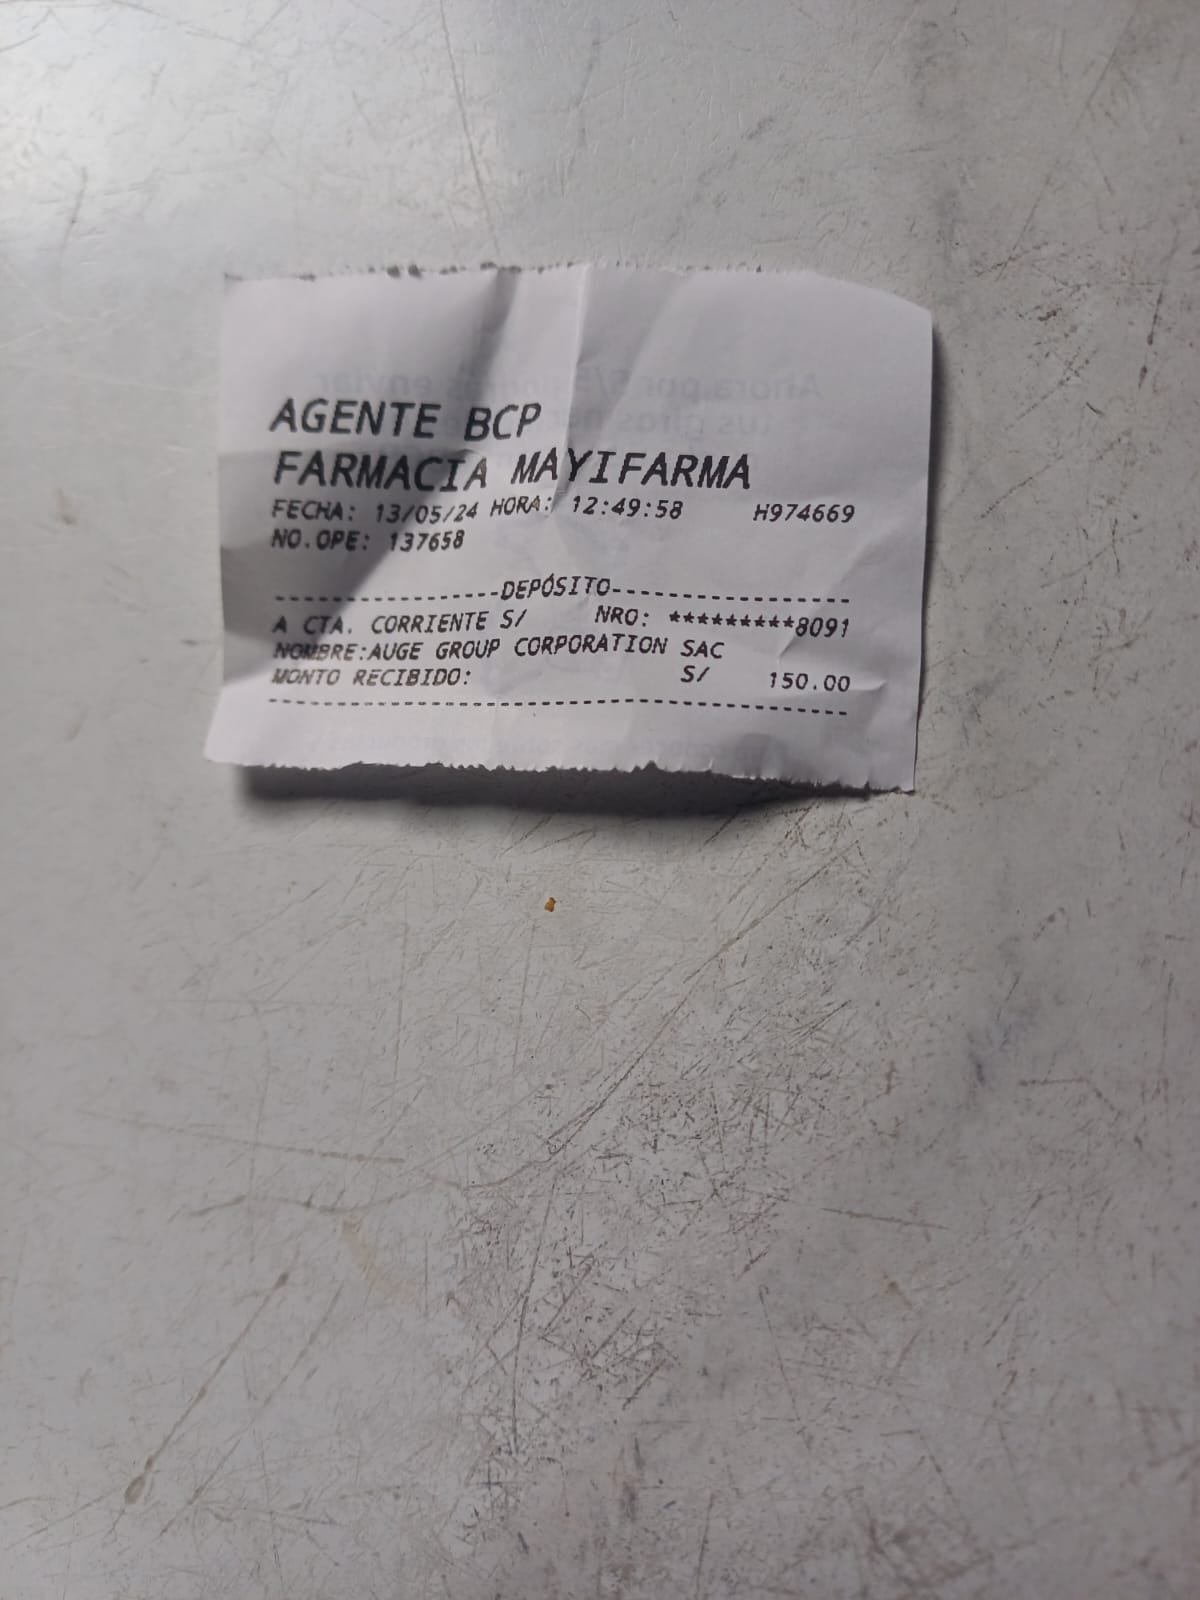 AGENTE BCP
FARMACIA MAYIFARMA
FECHA: 13/05/24 HORA: 12:49:58 H974669
NO.OPE: 137658
-----------------DEPÓSITO------------------
A CTA. CORRIENTE S/ NRO: *********8091
NOMBRE:AUGE GROUP CORPORATION SAC
MONTO RECIBIDO: S/ 150.00
-------------------------------------------